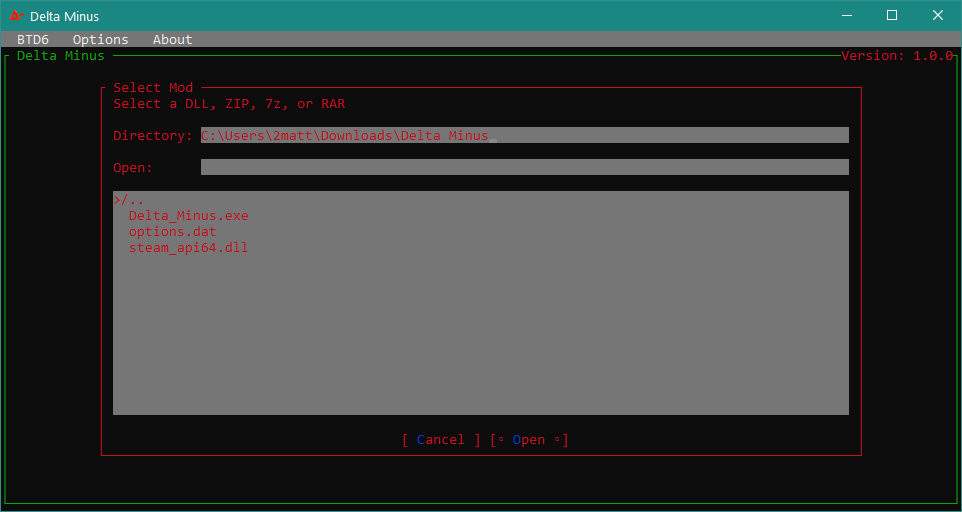 Delta Minus
BTD6 Options About
Delta Minus Version: 1.0.0
Select Mod
Select a DLL, ZIP, 7z, or RAR
Directory: C:\Users\2matt\Downloads\Delta Minus
Open:
>/..
Delta_Minus.exe
options.dat
steam_api64.dll
[ Cancel ] [◦ Open ◦]